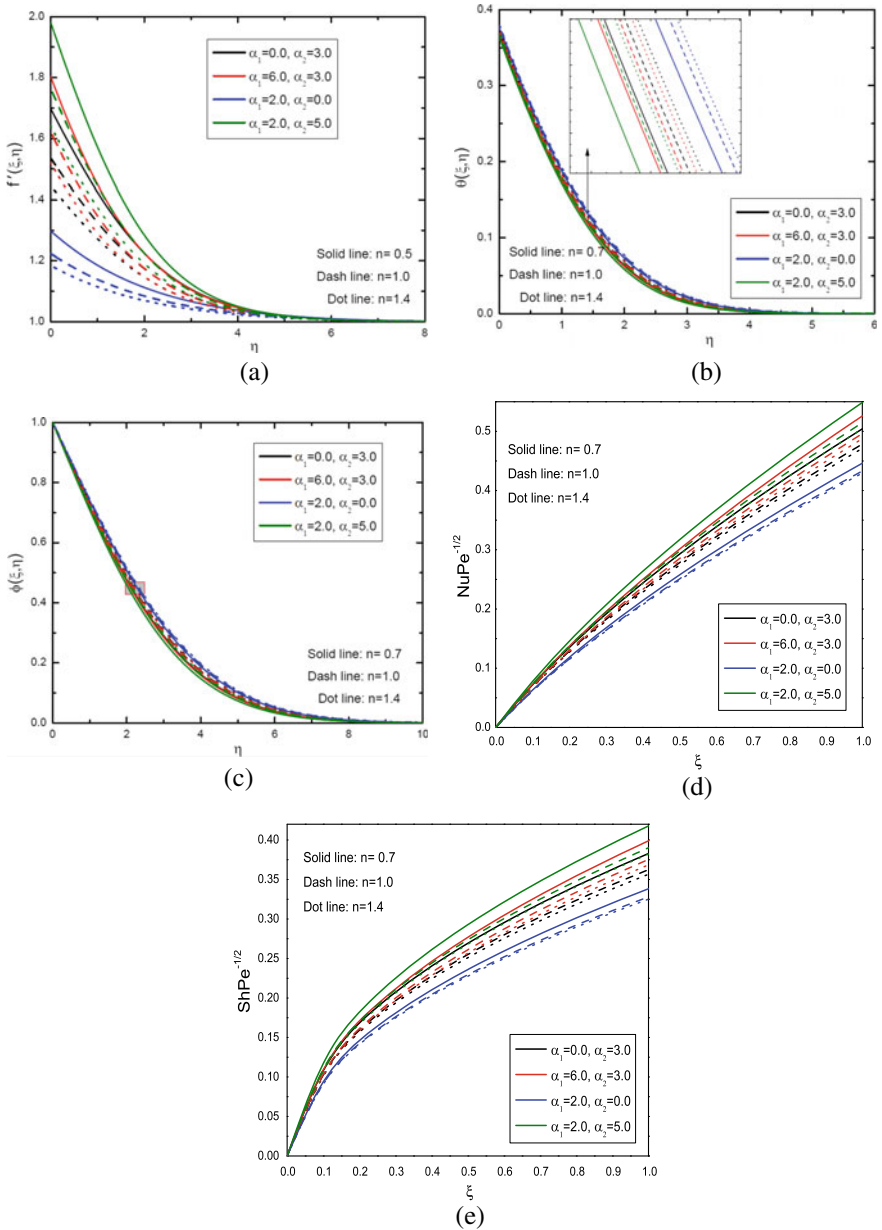 2.0
1.8
1.6
1.4
1.2
1.0
f′(ξ,η)
α₁=0.0, α₂=3.0
α₁=6.0, α₂=3.0
α₁=2.0, α₂=0.0
α₁=2.0, α₂=5.0
Solid line: n= 0.5
Dash line: n=1.0
Dot line: n=1.4
0 2 4 6 8
η
(a)
0.4
0.3
0.2
0.1
0.0
θ(ξ,η)
α₁=0.0, α₂=3.0
α₁=6.0, α₂=3.0
α₁=2.0, α₂=0.0
α₁=2.0, α₂=5.0
Solid line: n= 0.7
Dash line: n=1.0
Dot line: n=1.4
0 1 2 3 4 5 6
η
(b)
1.0
0.8
0.6
0.4
0.2
0.0
ϕ(ξ,η)
α₁=0.0, α₂=3.0
α₁=6.0, α₂=3.0
α₁=2.0, α₂=0.0
α₁=2.0, α₂=5.0
Solid line: n= 0.7
Dash line: n=1.0
Dot line: n=1.4
0 2 4 6 8 10
η
(c)
0.5
0.4
0.3
0.2
0.1
0.0
NuPe⁻¹/²
Solid line: n= 0.7
Dash line: n=1.0
Dot line: n=1.4
α₁=0.0, α₂=3.0
α₁=6.0, α₂=3.0
α₁=2.0, α₂=0.0
α₁=2.0, α₂=5.0
0.0 0.1 0.2 0.3 0.4 0.5 0.6 0.7 0.8 0.9 1.0
ξ
(d)
0.40
0.35
0.30
0.25
0.20
0.15
0.10
0.05
0.00
ShPe⁻¹/²
Solid line: n= 0.7
Dash line: n=1.0
Dot line: n=1.4
α₁=0.0, α₂=3.0
α₁=6.0, α₂=3.0
α₁=2.0, α₂=0.0
α₁=2.0, α₂=5.0
0.0 0.1 0.2 0.3 0.4 0.5 0.6 0.7 0.8 0.9 1.0
ξ
(e)